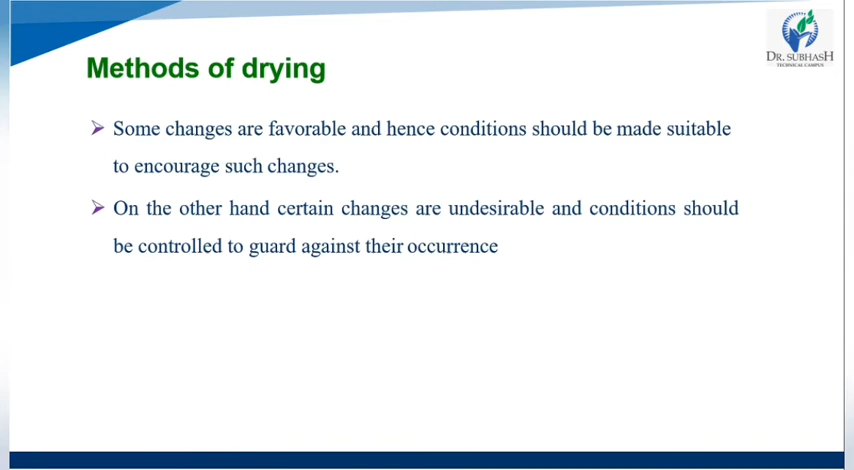 DR. SUBHASH
TECHNICAL CAMPUS
Methods of drying
Some changes are favorable and hence conditions should be made suitable
to encourage such changes.
On the other hand certain changes are undesirable and conditions should
be controlled to guard against their occurrence